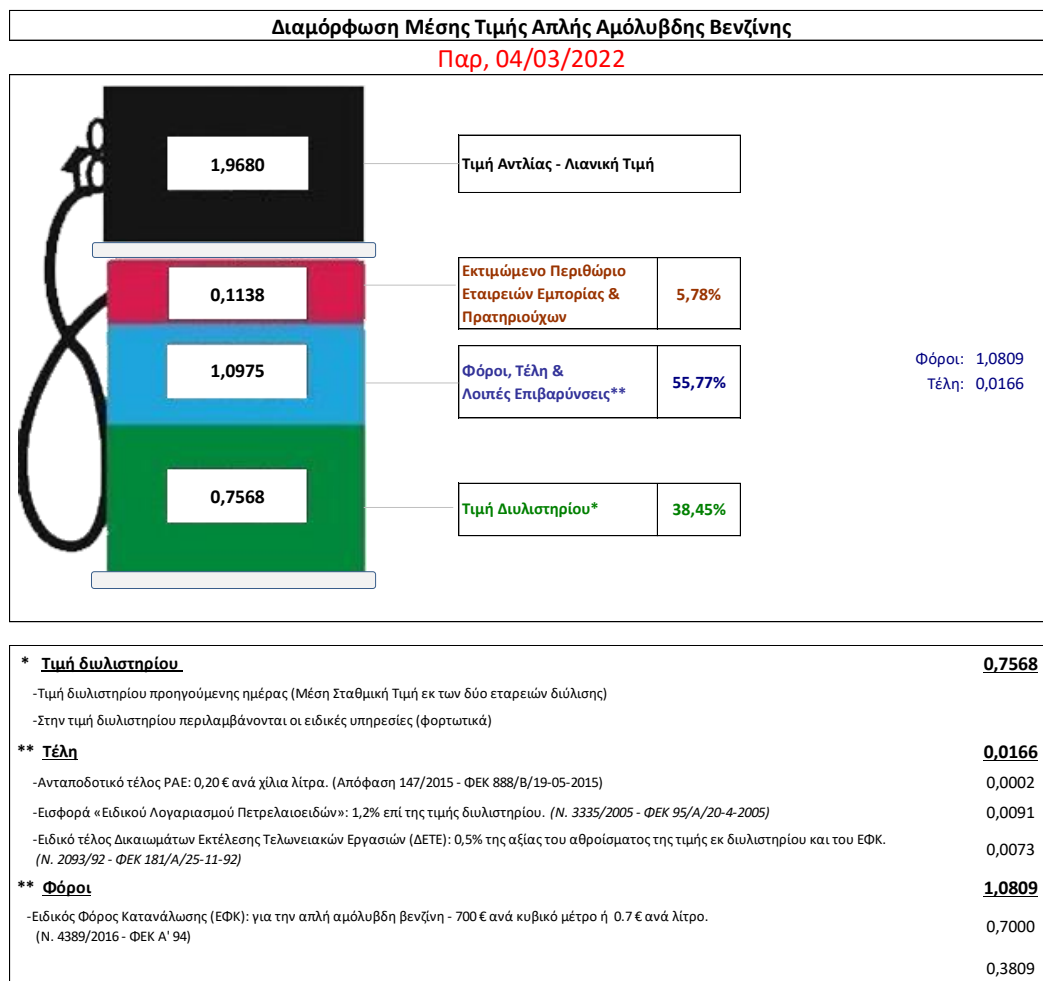 Διαμόρφωση Μέσης Τιμής Απλής Αμόλυβδης Βενζίνης
Παρ, 04/03/2022
1,9680
Τιμή Αντλίας - Λιανική Τιμή
0,1138
Εκτιμώμενο Περιθώριο
Εταιρειών Εμπορίας &
Πρατηριούχων
5,78%
1,0975
Φόροι, Τέλη &
Λοιπές Επιβαρύνσεις**
55,77%
Φόροι: 1,0809
Τέλη: 0,0166
0,7568
Τιμή Διυλιστηρίου*
38,45%
* Τιμή διυλιστηρίου 0,7568
-Τιμή διυλιστηρίου προηγούμενης ημέρας (Μέση Σταθμική Τιμή εκ των δύο εταρειών διύλισης)
-Στην τιμή διυλιστηρίου περιλαμβάνονται οι ειδικές υπηρεσίες (φορτωτικά)
** Τέλη 0,0166
-Ανταποδοτικό τέλος ΡΑΕ: 0,20 € ανά χίλια λίτρα. (Απόφαση 147/2015 - ΦΕΚ 888/Β/19-05-2015) 0,0002
-Εισφορά «Ειδικού Λογαριασμού Πετρελαιοειδών»: 1,2% επί της τιμής διυλιστηρίου. (Ν. 3335/2005 - ΦΕΚ 95/Α/20-4-2005) 0,0091
-Ειδικό τέλος Δικαιωμάτων Εκτέλεσης Τελωνειακών Εργασιών (ΔΕΤΕ): 0,5% της αξίας του αθροίσματος της τιμής εκ διυλιστηρίου και του ΕΦΚ.
(Ν. 2093/92 - ΦΕΚ 181/Α/25-11-92) 0,0073
** Φόροι 1,0809
-Ειδικός Φόρος Κατανάλωσης (ΕΦΚ): για την απλή αμόλυβδη βενζίνη - 700 € ανά κυβικό μέτρο ή 0.7 € ανά λίτρο.
(Ν. 4389/2016 - ΦΕΚ Α' 94) 0,7000
0,3809